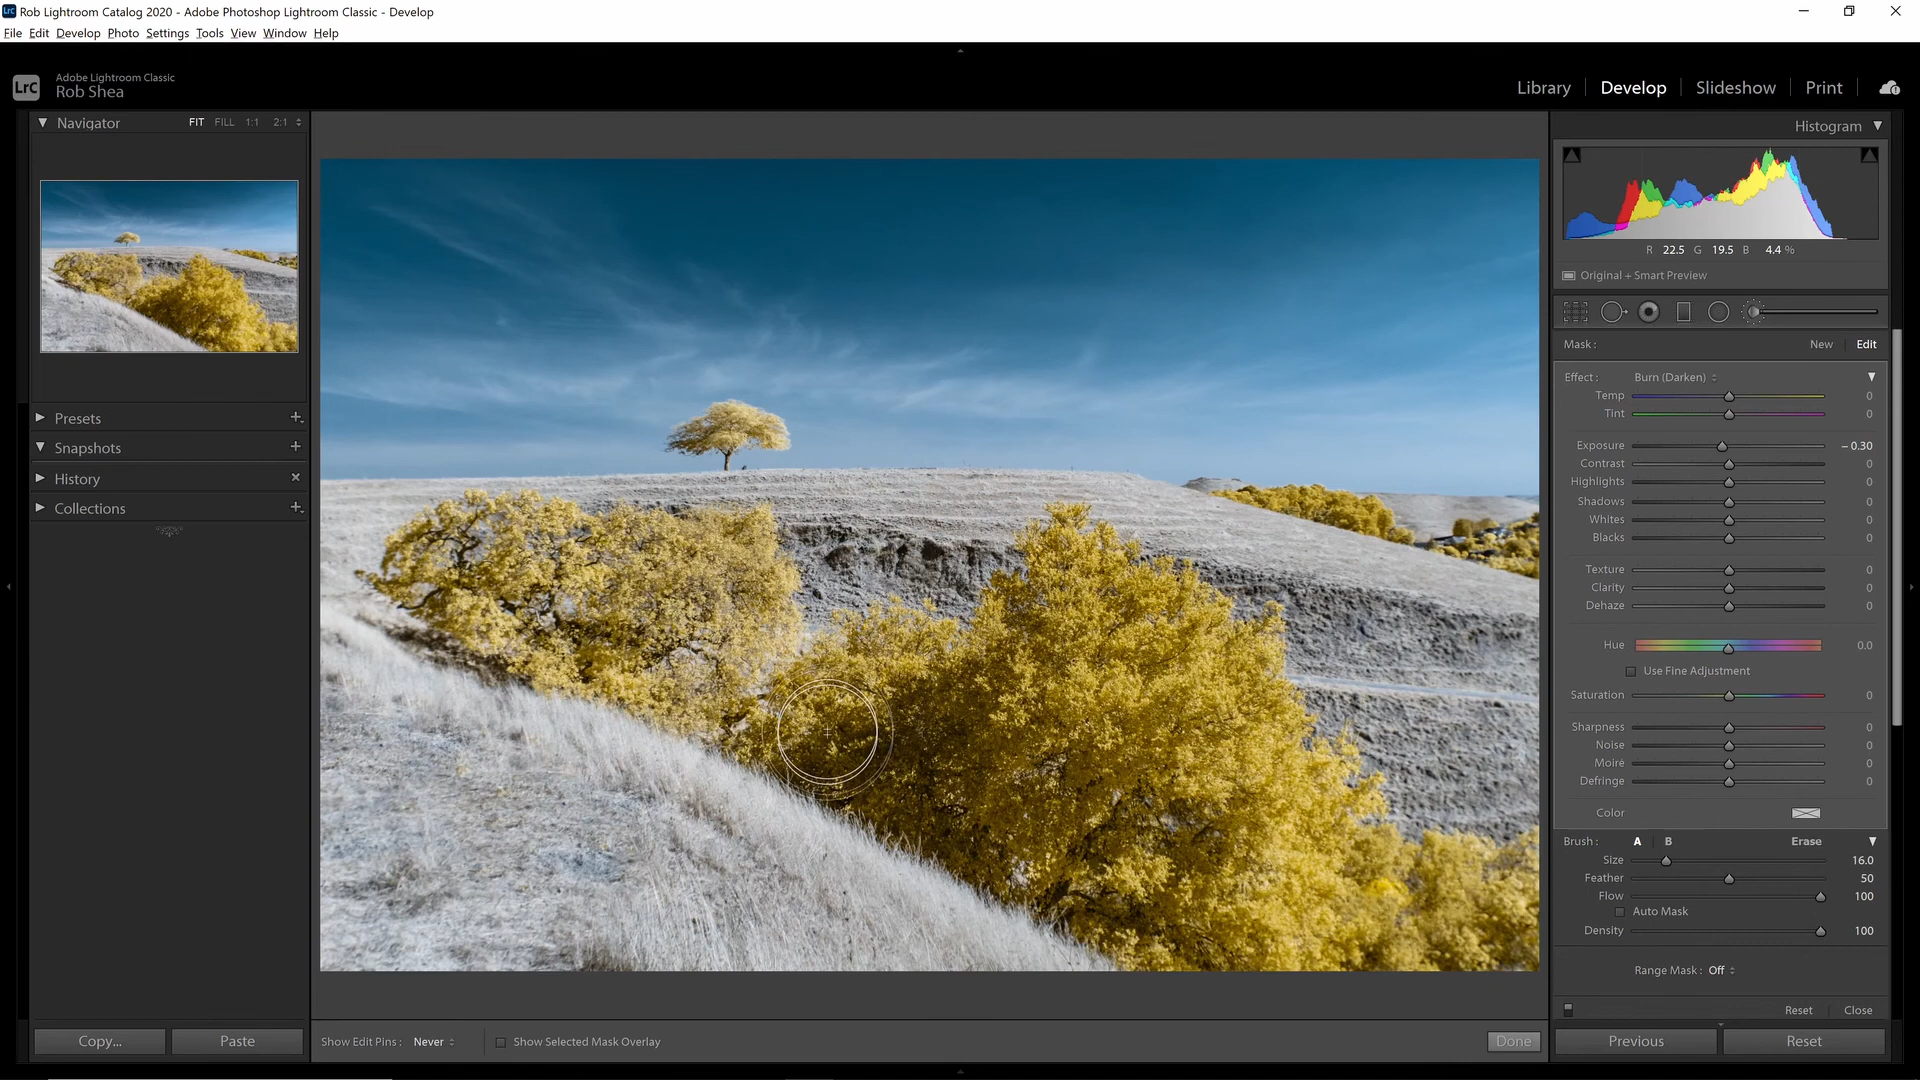 Rob Lightroom Catalog 2020 - Adobe Photoshop Lightroom Classic - Develop
File Edit Develop Photo Settings Tools View Window Help
LrC
Adobe Lightroom Classic
Rob Shea
Library Develop Slideshow Print
Navigator FIT FILL 1:1 2:1
Presets
Snapshots
History
Collections
Copy... Paste
Show Edit Pins : Never Show Selected Mask Overlay Done
Histogram
R 22.5 G 19.5 B 4.4 %
Original + Smart Preview
Mask : New Edit
Effect : Burn (Darken)
Temp 0
Tint 0
Exposure – 0.30
Contrast 0
Highlights 0
Shadows 0
Whites 0
Blacks 0
Texture 0
Clarity 0
Dehaze 0
Hue 0.0
Use Fine Adjustment
Saturation 0
Sharpness 0
Noise 0
Moiré 0
Defringe 0
Color
Brush : A B Erase
Size 16.0
Feather 50
Flow 100
Auto Mask
Density 100
Range Mask : Off
Reset Close
Previous Reset